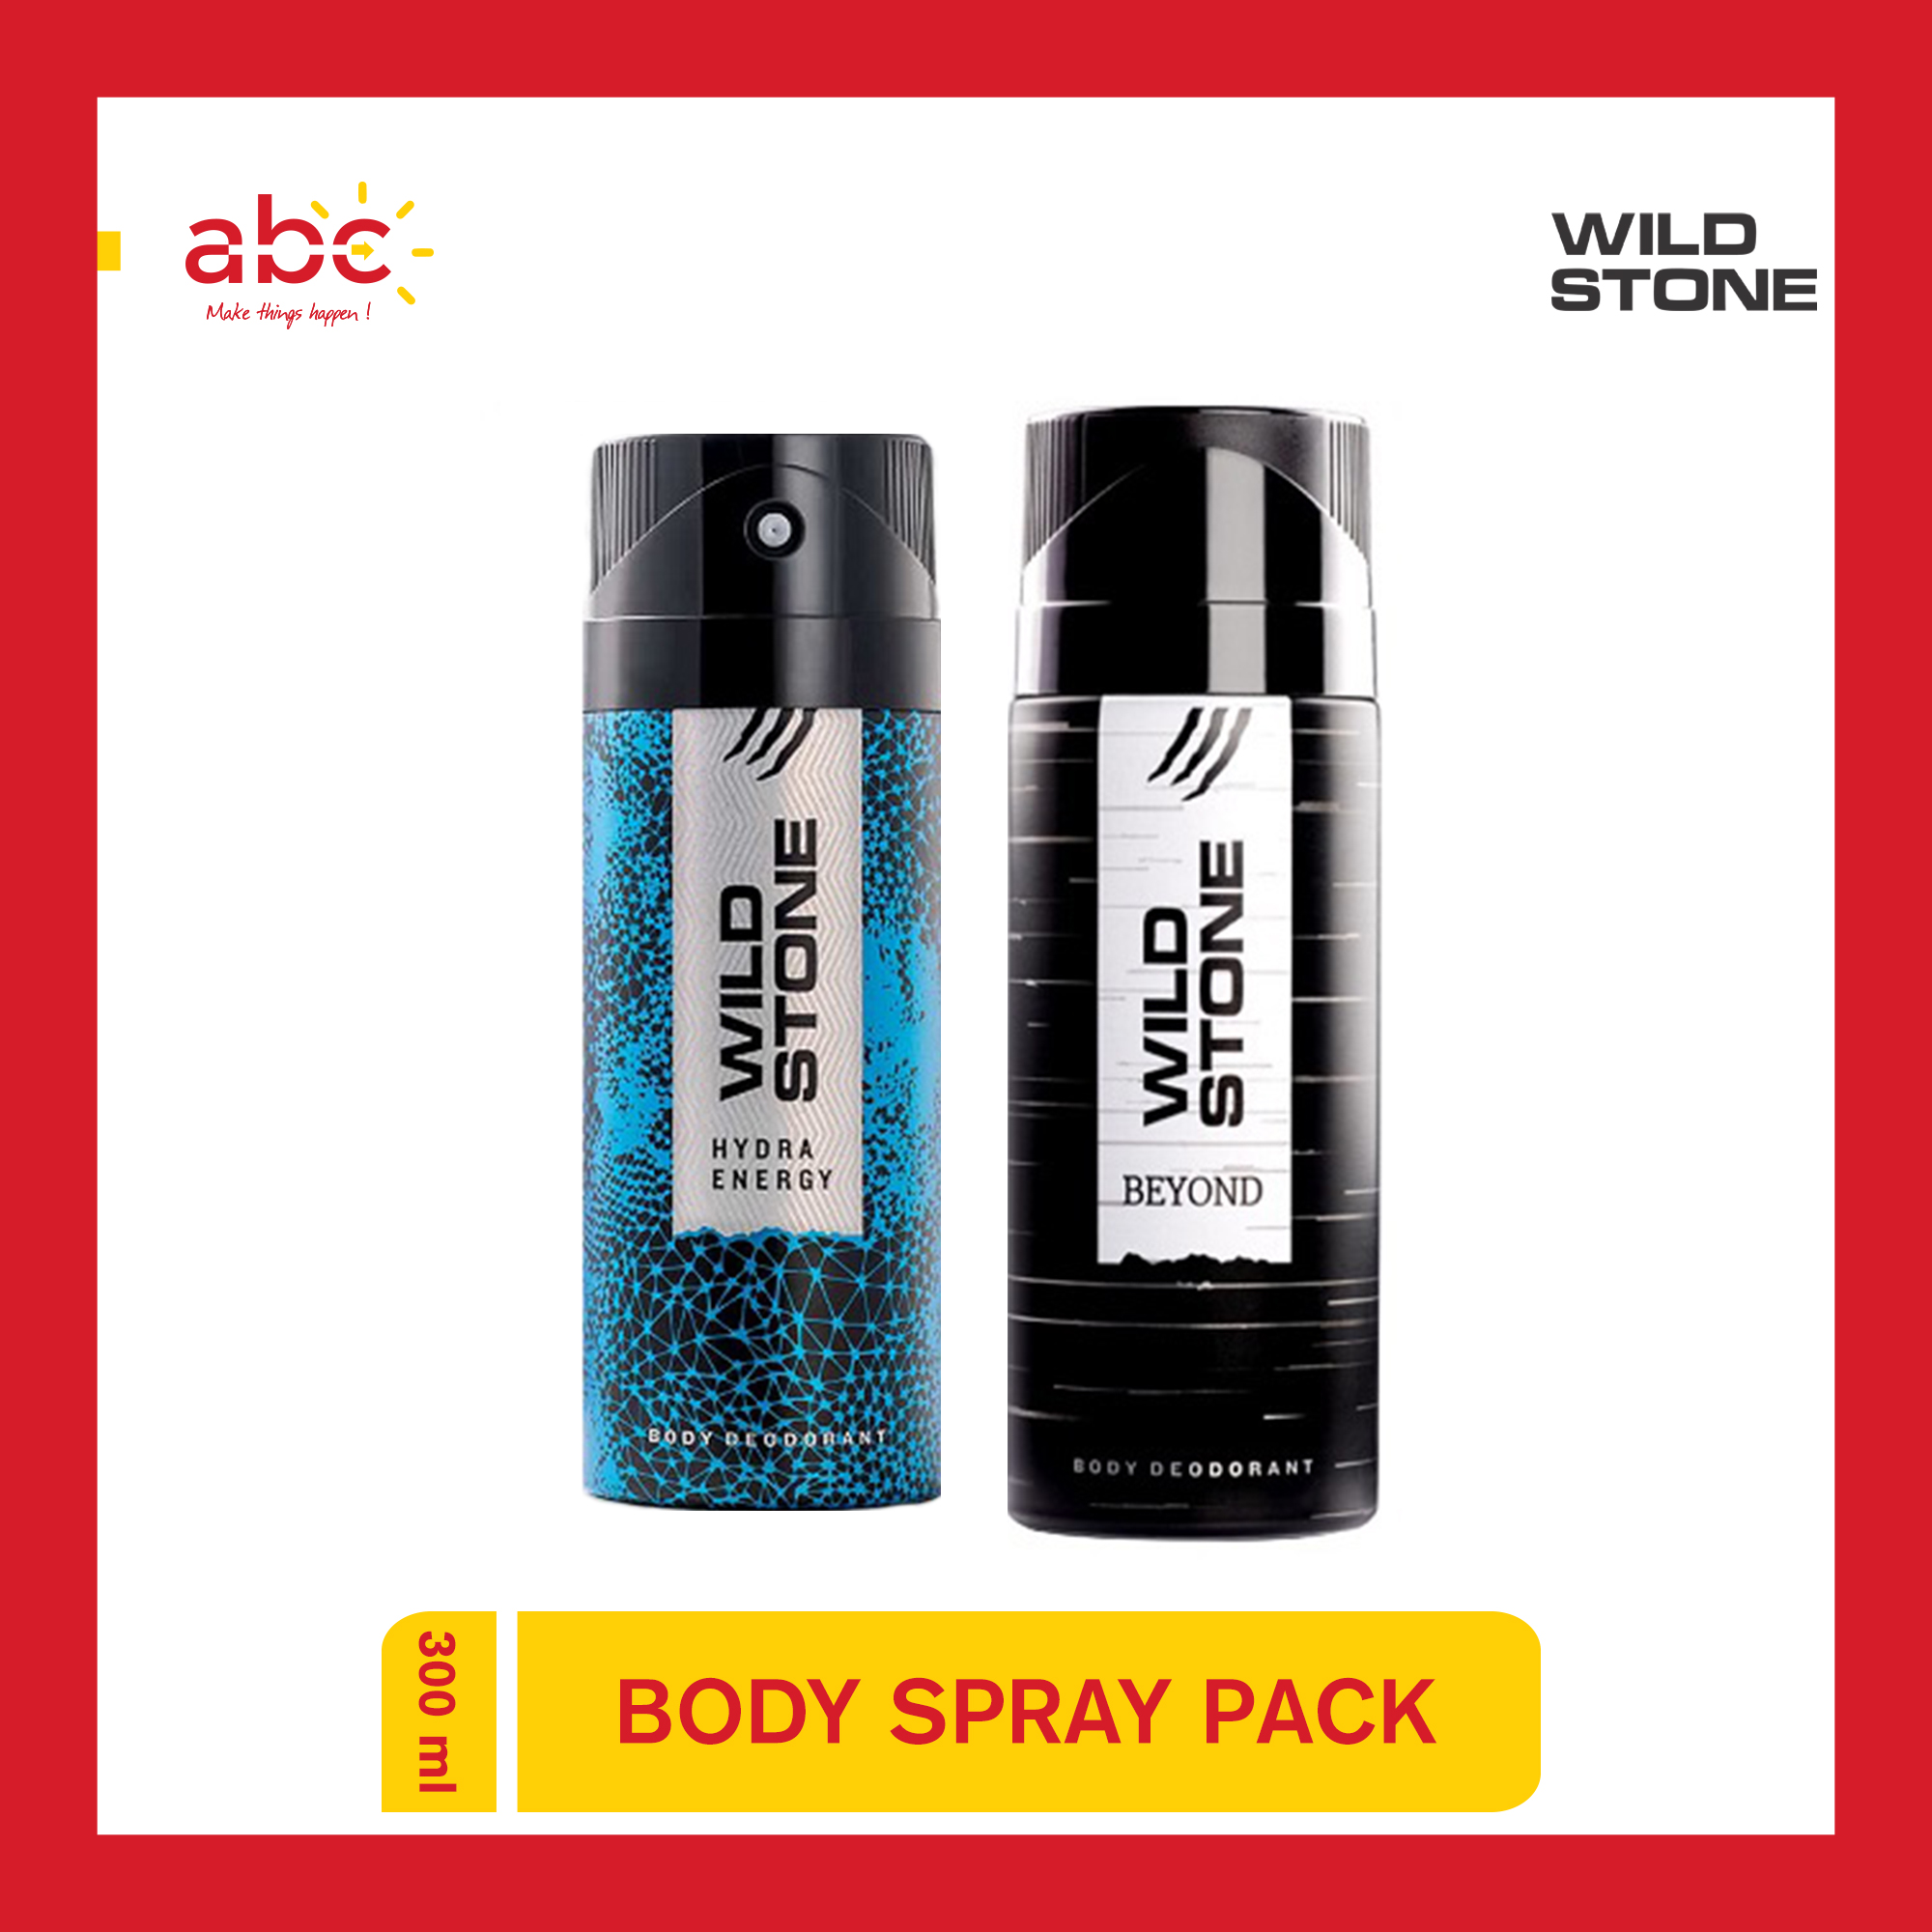 abc
Make things happen !
WILD
STONE
WILD
STONE
HYDRA
ENERGY
BODY DEODORANT
WILD
STONE
BEYOND
BODY DEODORANT
300 ml
BODY SPRAY PACK